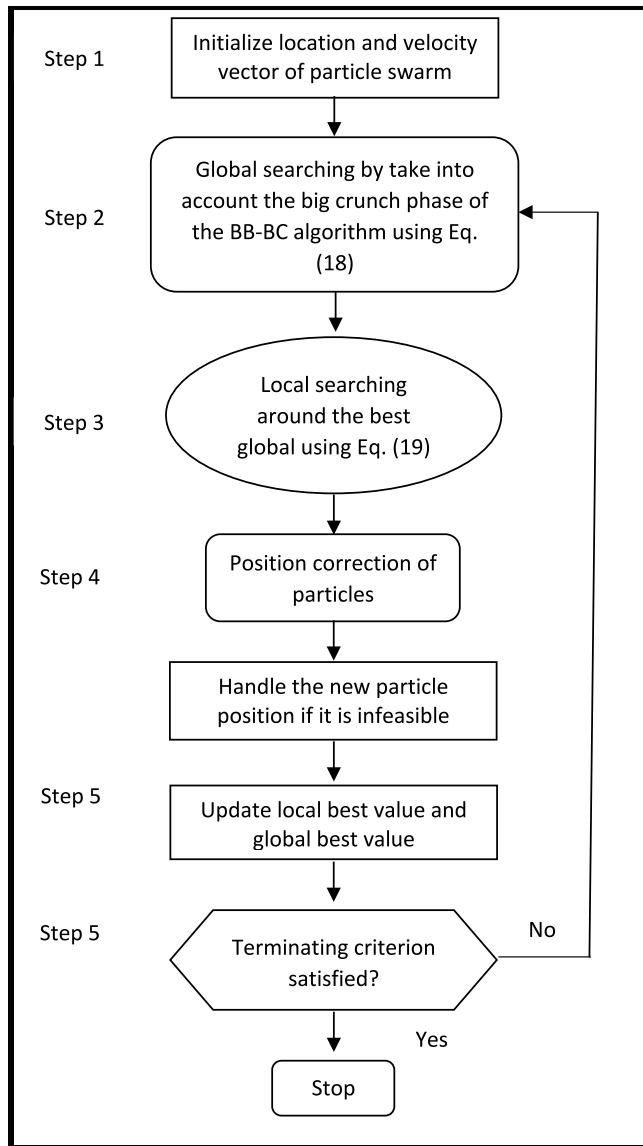 Step 1
Initialize location and velocity
vector of particle swarm
Step 2
Global searching by take into
account the big crunch phase of
the BB-BC algorithm using Eq.
(18)
Step 3
Local searching
around the best
global using Eq. (19)
Step 4
Position correction of
particles
Handle the new particle
position if it is infeasible
Step 5
Update local best value and
global best value
Step 5
Terminating criterion
satisfied?
No
Yes
Stop